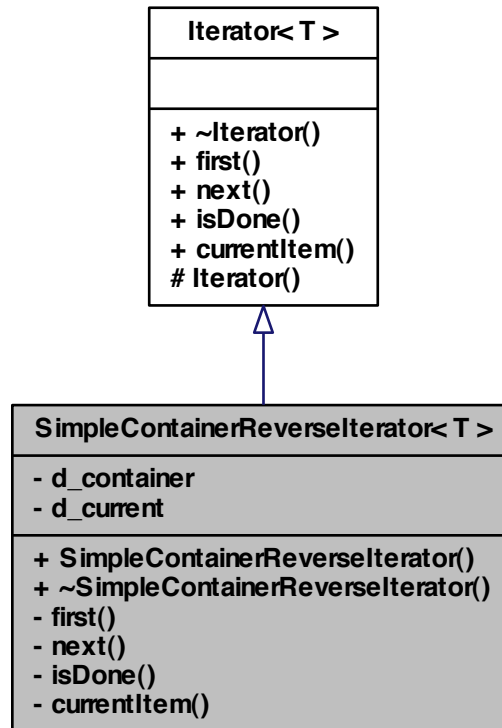 Iterator< T >
+ ~Iterator()
+ first()
+ next()
+ isDone()
+ currentItem()
# Iterator()
SimpleContainerReverseIterator< T >
- d_container
- d_current
+ SimpleContainerReverseIterator()
+ ~SimpleContainerReverseIterator()
- first()
- next()
- isDone()
- currentItem()